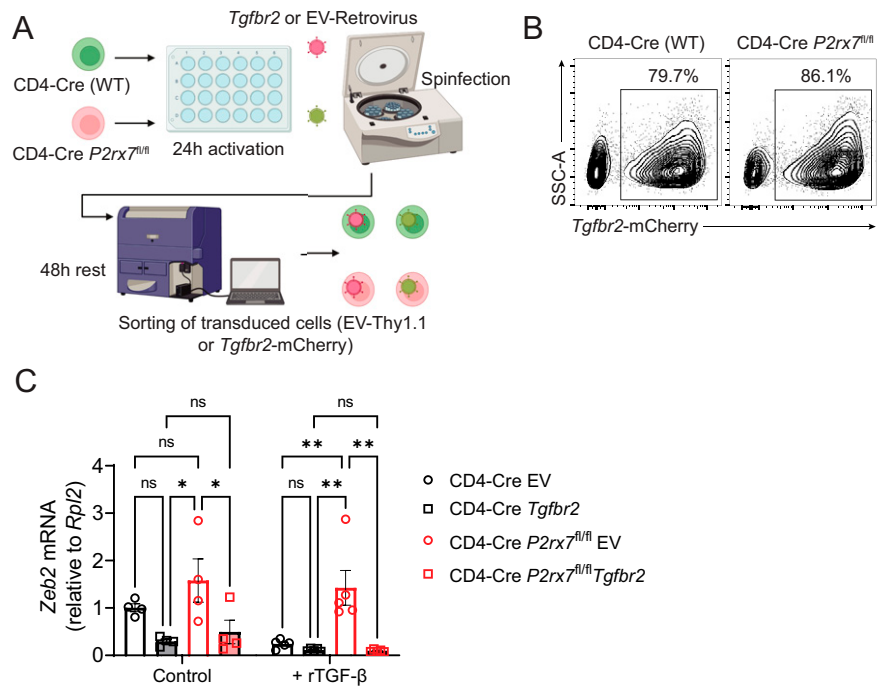 A
Tgfbr2 or EV-Retrovirus
CD4-Cre (WT)
CD4-Cre P2rx7fl/fl
24h activation
Spinfection
48h rest
Sorting of transduced cells (EV-Thy1.1
or Tgfbr2-mCherry)
B
CD4-Cre (WT)
CD4-Cre P2rx7fl/fl
79.7%
86.1%
SSC-A
Tgfbr2-mCherry
C
ns
ns
ns
ns
*
*
**
**
ns
**
Zeb2 mRNA
(relative to Rpl2)
4
3
2
1
0
Control
+ rTGF-β
CD4-Cre EV
CD4-Cre Tgfbr2
CD4-Cre P2rx7fl/fl EV
CD4-Cre P2rx7fl/flTgfbr2